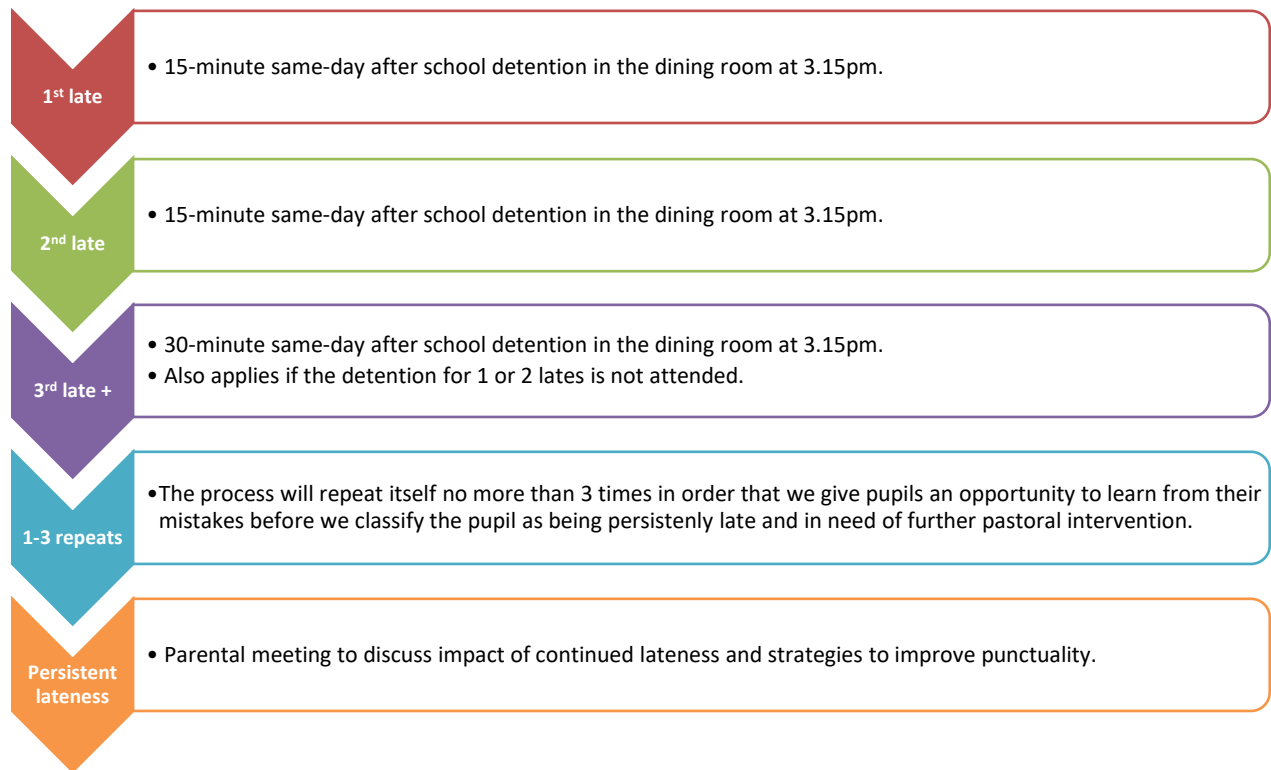 1st late
• 15-minute same-day after school detention in the dining room at 3.15pm.
2nd late
• 15-minute same-day after school detention in the dining room at 3.15pm.
3rd late +
• 30-minute same-day after school detention in the dining room at 3.15pm.
• Also applies if the detention for 1 or 2 lates is not attended.
1-3 repeats
•The process will repeat itself no more than 3 times in order that we give pupils an opportunity to learn from their
mistakes before we classify the pupil as being persistenly late and in need of further pastoral intervention.
Persistent
lateness
• Parental meeting to discuss impact of continued lateness and strategies to improve punctuality.